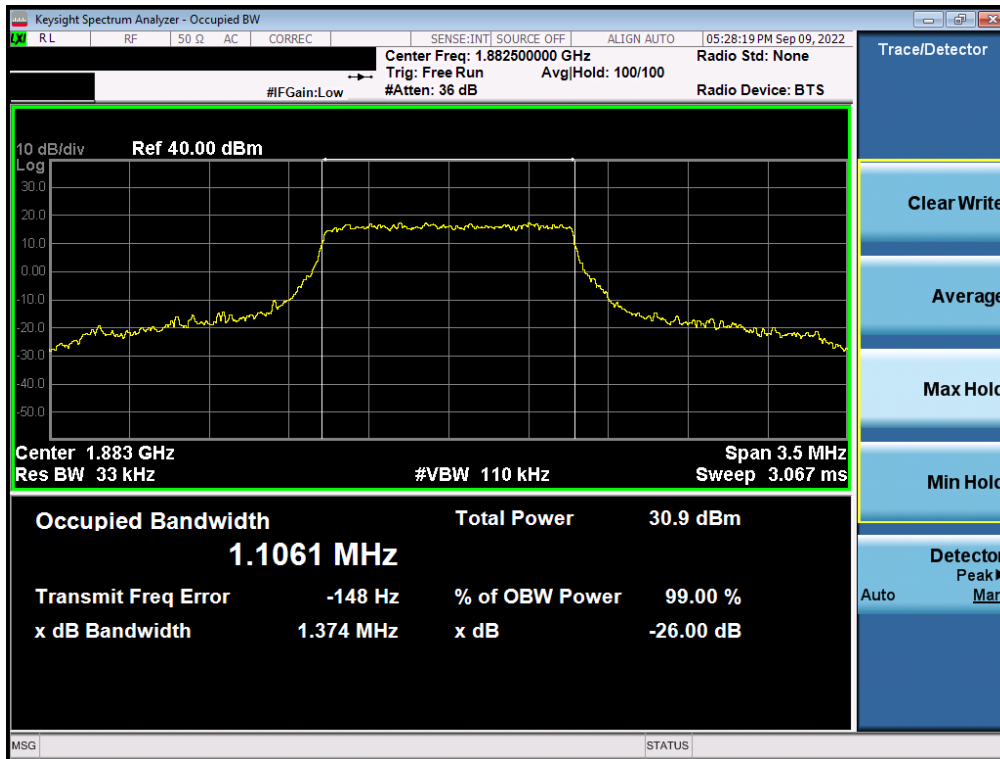 Keysight Spectrum Analyzer - Occupied BW
LXI RL RF 50 Ω AC CORREC SENSE:INT SOURCE OFF ALIGN AUTO 05:28:19 PM Sep 09, 2022
Center Freq: 1.882500000 GHz Radio Std: None
Trig: Free Run Avg|Hold: 100/100
#IFGain:Low #Atten: 36 dB Radio Device: BTS
Trace/Detector
10 dB/div Ref 40.00 dBm
Log
30.0
20.0
10.0
0.00
-10.0
-20.0
-30.0
-40.0
-50.0
Center 1.883 GHz Span 3.5 MHz
Res BW 33 kHz #VBW 110 kHz Sweep 3.067 ms
Occupied Bandwidth Total Power 30.9 dBm
1.1061 MHz
Transmit Freq Error -148 Hz % of OBW Power 99.00 %
x dB Bandwidth 1.374 MHz x dB -26.00 dB
Clear Write
Average
Max Hold
Min Hold
Detector
Peak
Auto Man
MSG STATUS